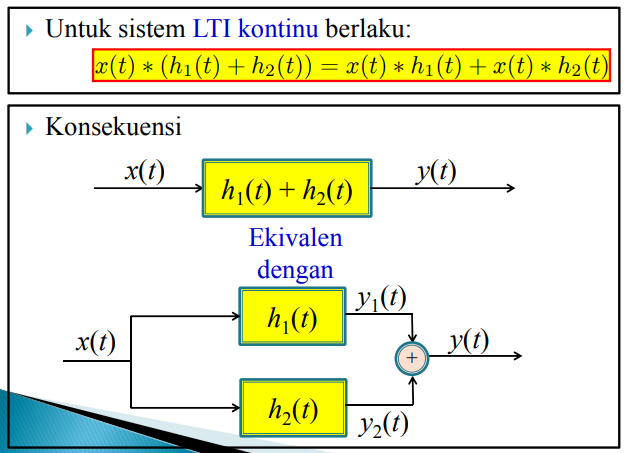 Untuk sistem LTI kontinu berlaku:
x(t) * (h₁(t) + h₂(t)) = x(t) * h₁(t) + x(t) * h₂(t)
Konsekuensi
x(t)
h₁(t) + h₂(t)
y(t)
Ekivalen
dengan
x(t)
h₁(t)
y₁(t)
+
y(t)
h₂(t)
y₂(t)